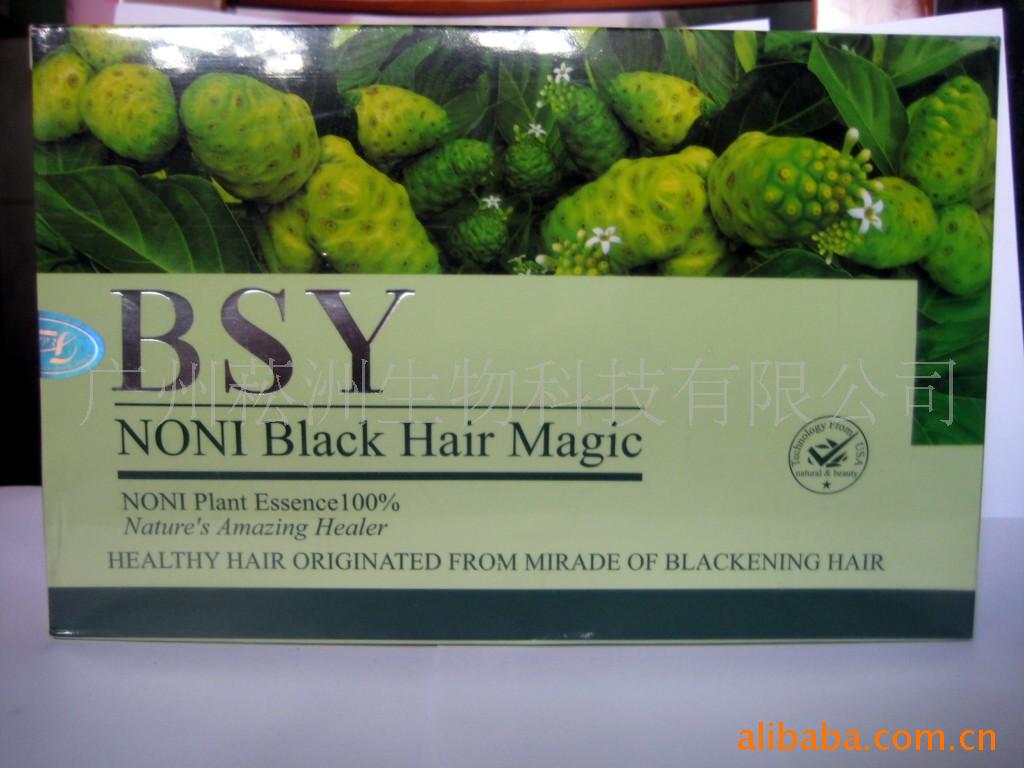 BSY
广州菘洲生物科技有限公司
NONI Black Hair Magic
Technology From USA
natural & beauty
NONI Plant Essence100%
Nature's Amazing Healer
HEALTHY HAIR ORIGINATED FROM MIRADE OF BLACKENING HAIR
alibaba.com.cn